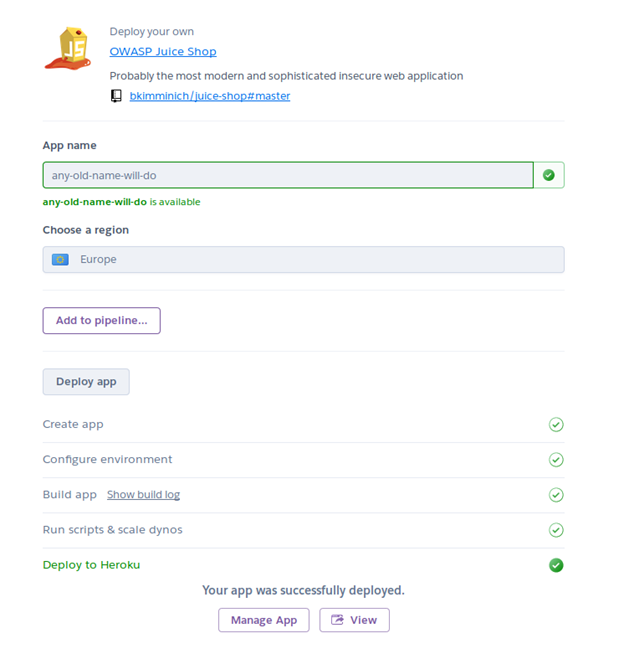 Deploy your own
OWASP Juice Shop
Probably the most modern and sophisticated insecure web application
bkimminich/juice-shop#master
JS
App name
any-old-name-will-do
any-old-name-will-do is available
Choose a region
Europe
Add to pipeline...
Deploy app
Create app
Configure environment
Build app Show build log
Run scripts & scale dynos
Deploy to Heroku
Your app was successfully deployed.
Manage App View